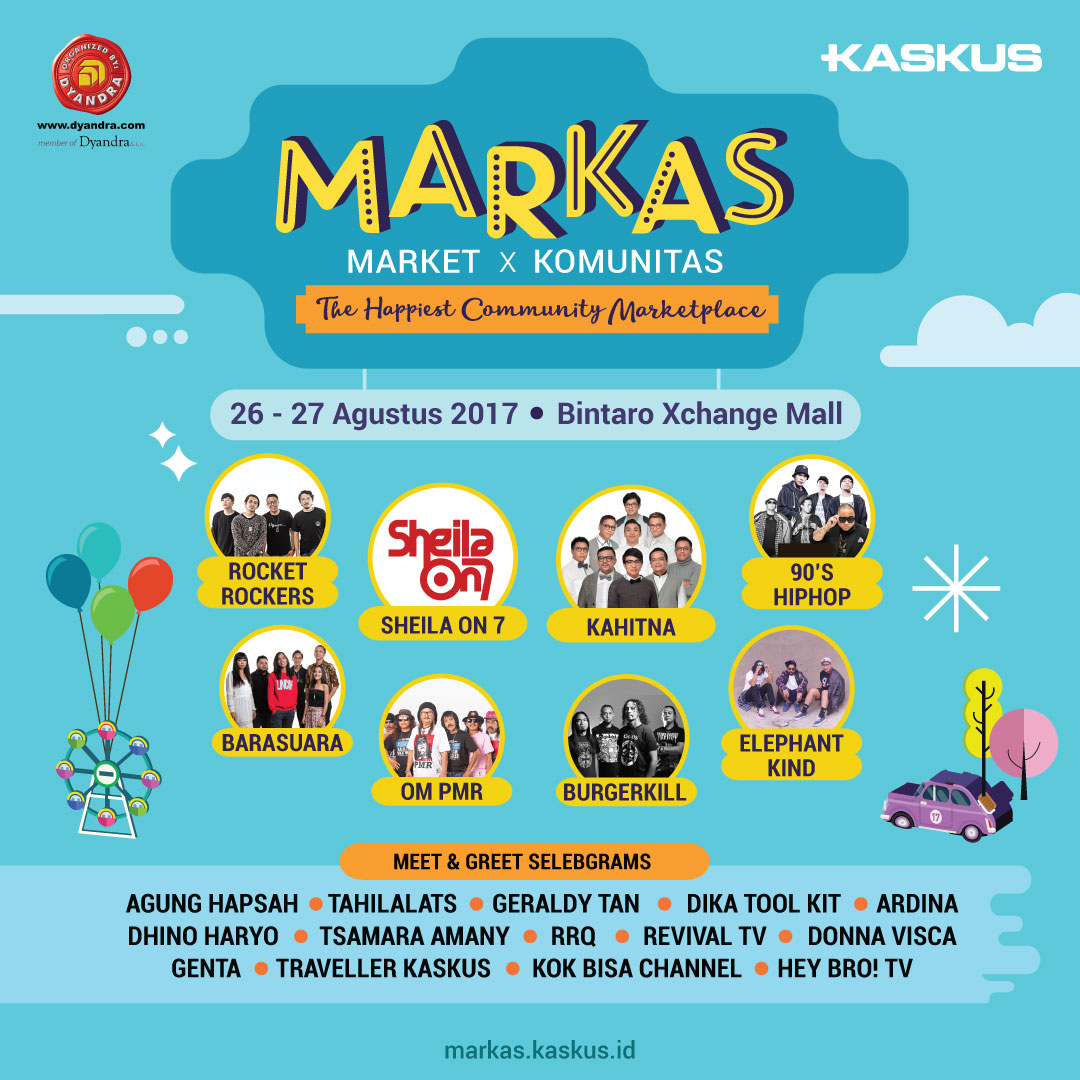 ORGANIZED BY:
DYANDRA
www.dyandra.com
member of Dyandra
KASKUS
MARKAS
MARKET X KOMUNITAS
The Happiest Community Marketplace
26 - 27 Agustus 2017 • Bintaro Xchange Mall
ROCKET
ROCKERS
Sheila
On7
SHEILA ON 7
KAHITNA
90'S
HIPHOP
BARASUARA
PMR
OM PMR
BURGERKILL
ELEPHANT
KIND
17
MEET & GREET SELEBGRAMS
AGUNG HAPSAH • TAHILALATS • GERALDY TAN • DIKA TOOL KIT • ARDINA
DHINO HARYO • TSAMARA AMANY • RRQ • REVIVAL TV • DONNA VISCA
GENTA • TRAVELLER KASKUS • KOK BISA CHANNEL • HEY BRO! TV
markas.kaskus.id